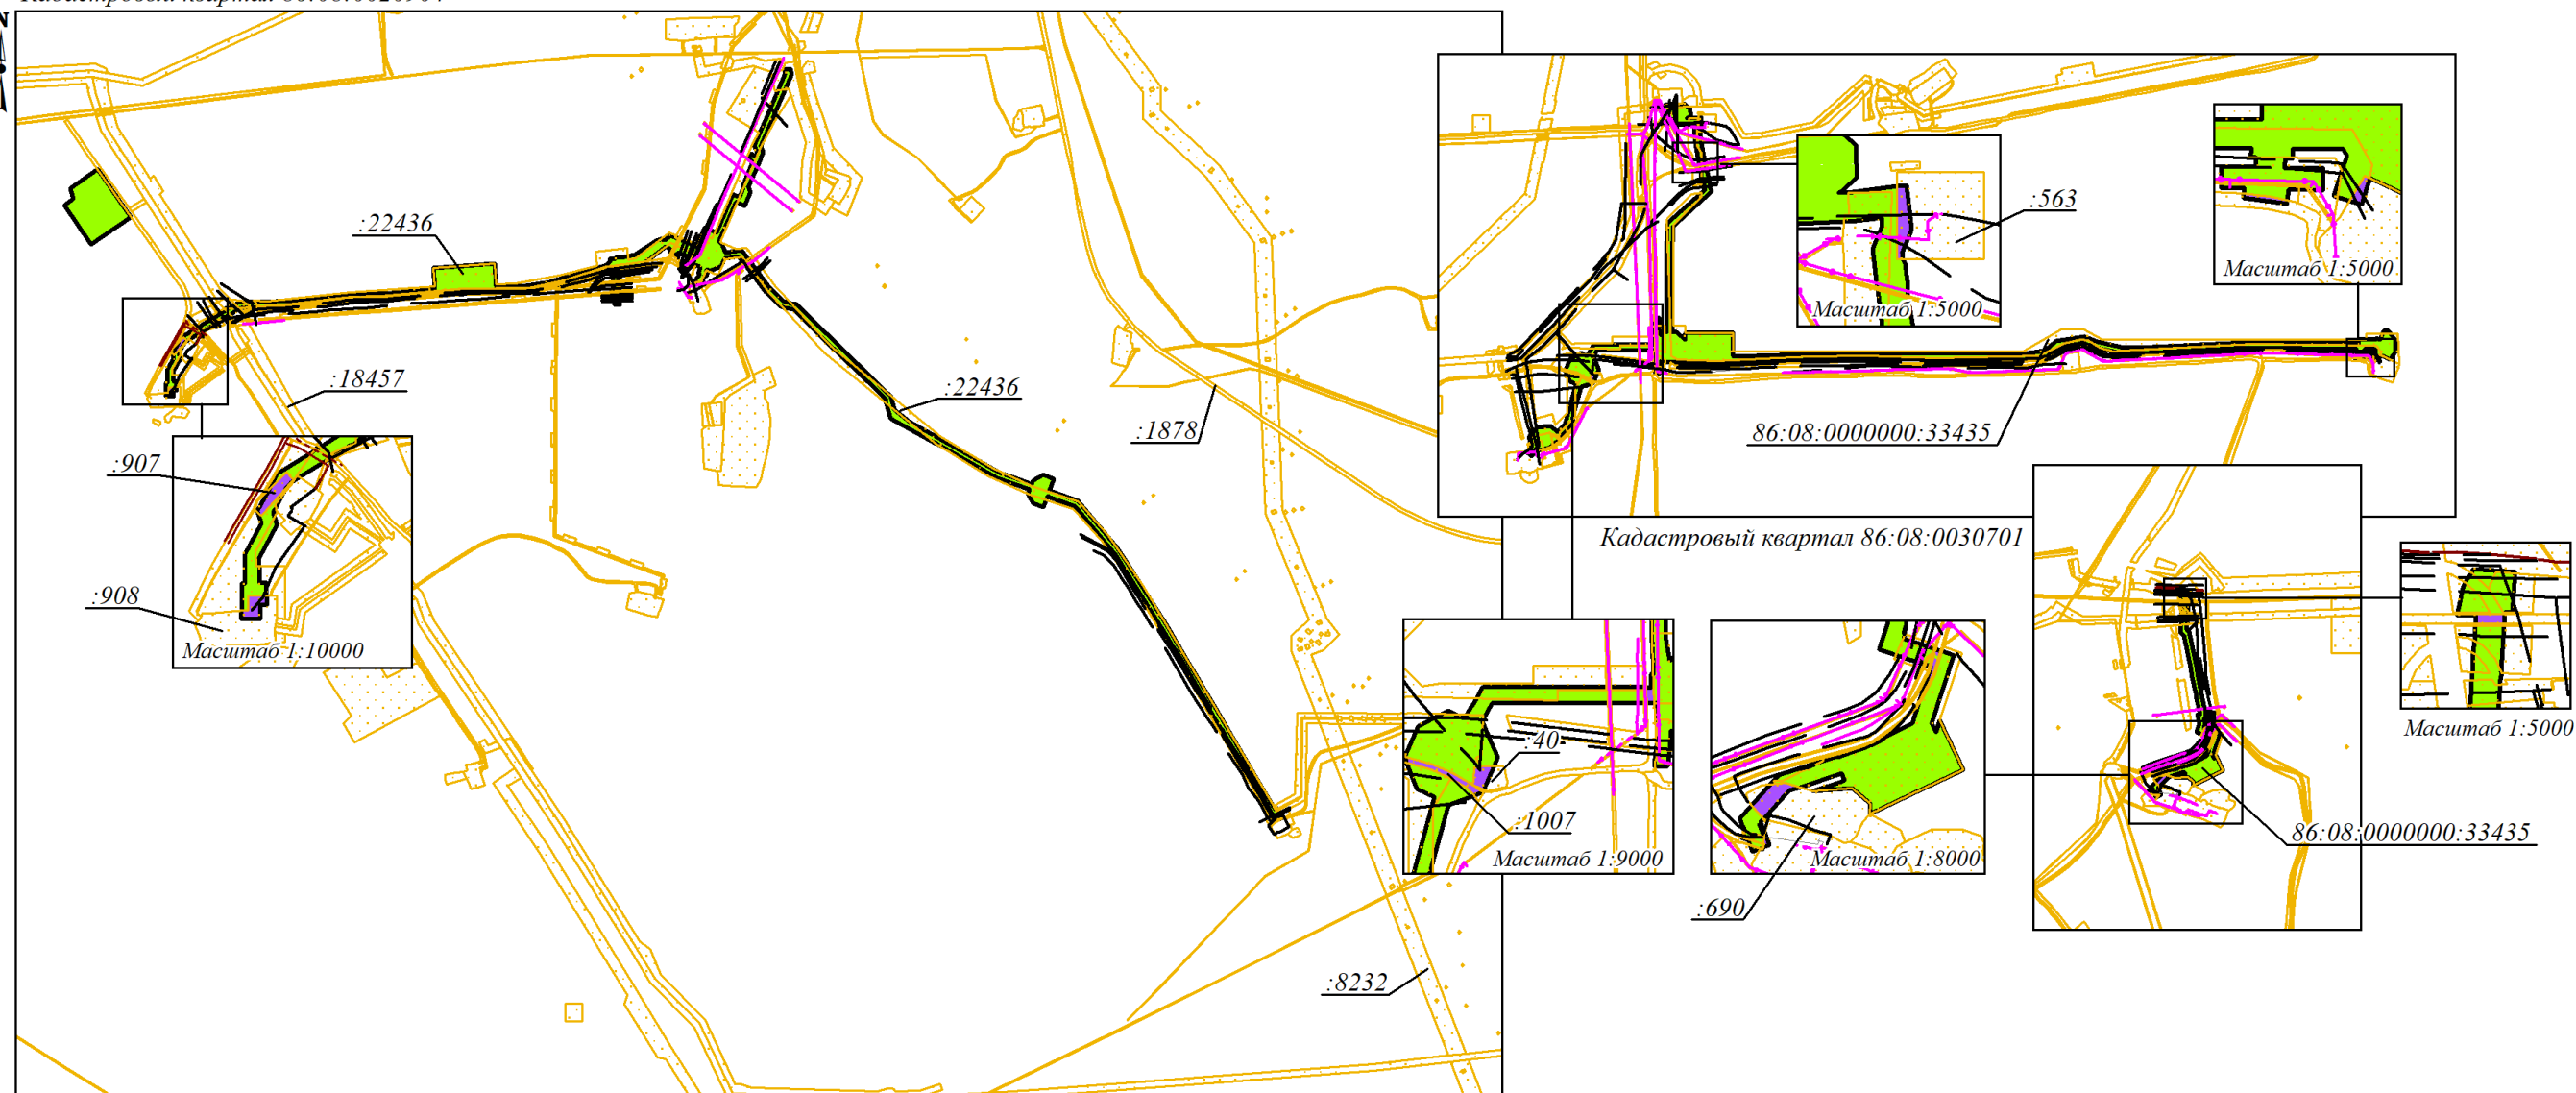 :22436
:563
Масштаб 1:5000
Масштаб 1:5000
:18457
:22436
:1878
86:08:0000000:33435
:907
Кадастровый квартал 86:08:0030701
:908
Масштаб 1:10000
:40
Масштаб 1:5000
:1007
86:08:0000000:33435
Масштаб 1:9000
Масштаб 1:8000
:690
:8232